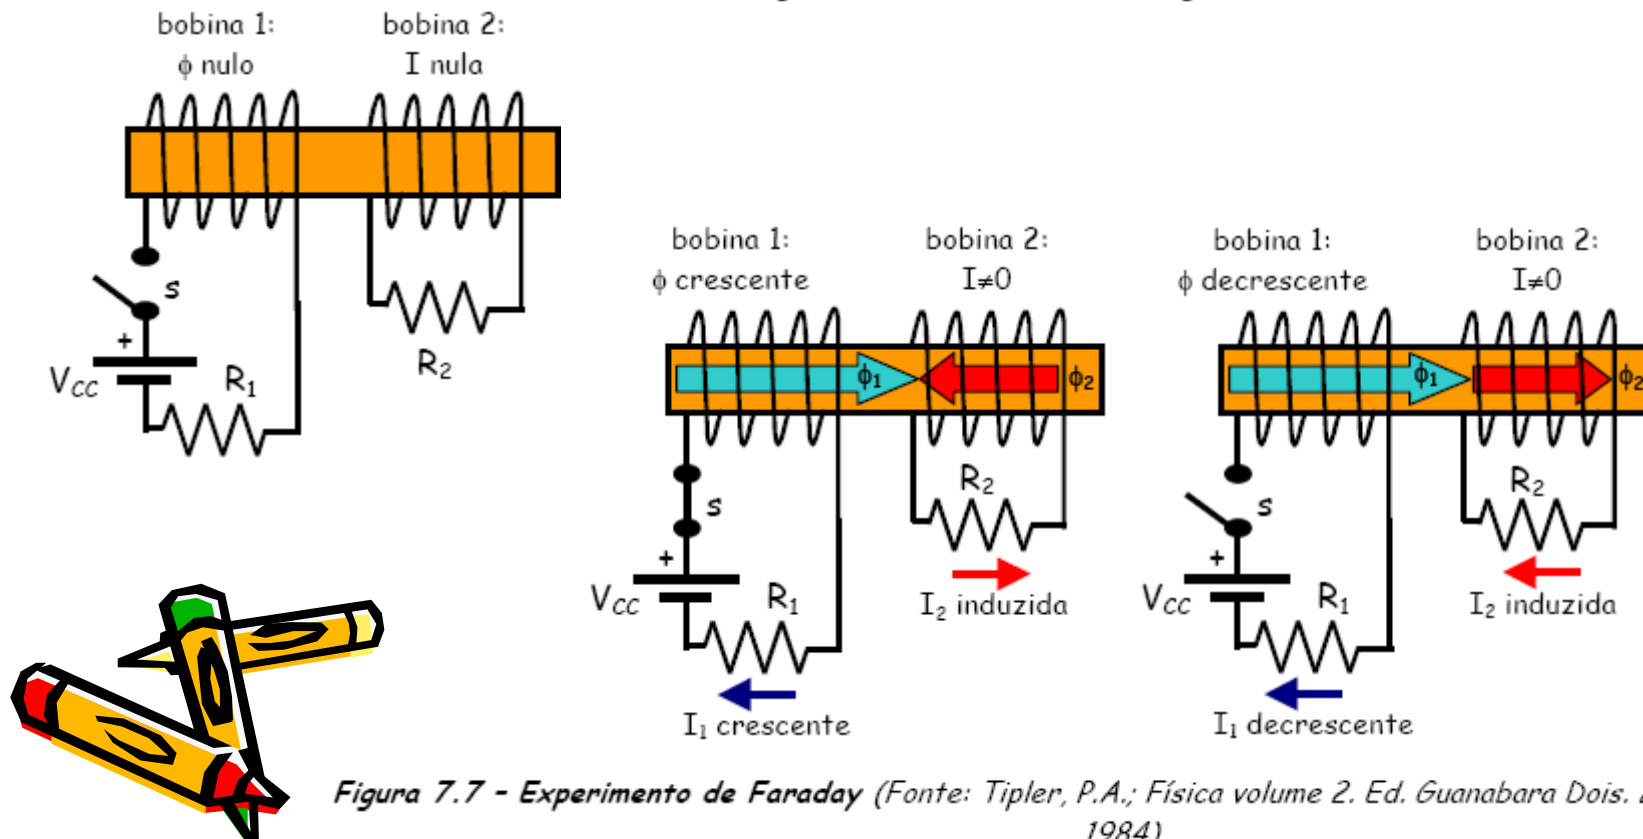 bobina 1:
ϕ nulo
bobina 2:
I nula
s
+
VCC
R1
R2
bobina 1:
ϕ crescente
bobina 2:
I≠0
ϕ1
ϕ2
s
+
VCC
R1
R2
I2 induzida
I1 crescente
bobina 1:
ϕ decrescente
bobina 2:
I≠0
ϕ1
ϕ2
s
+
VCC
R1
R2
I2 induzida
I1 decrescente
Figura 7.7 - Experimento de Faraday (Fonte: Tipler, P.A.; Física volume 2. Ed. Guanabara Dois.
1984)